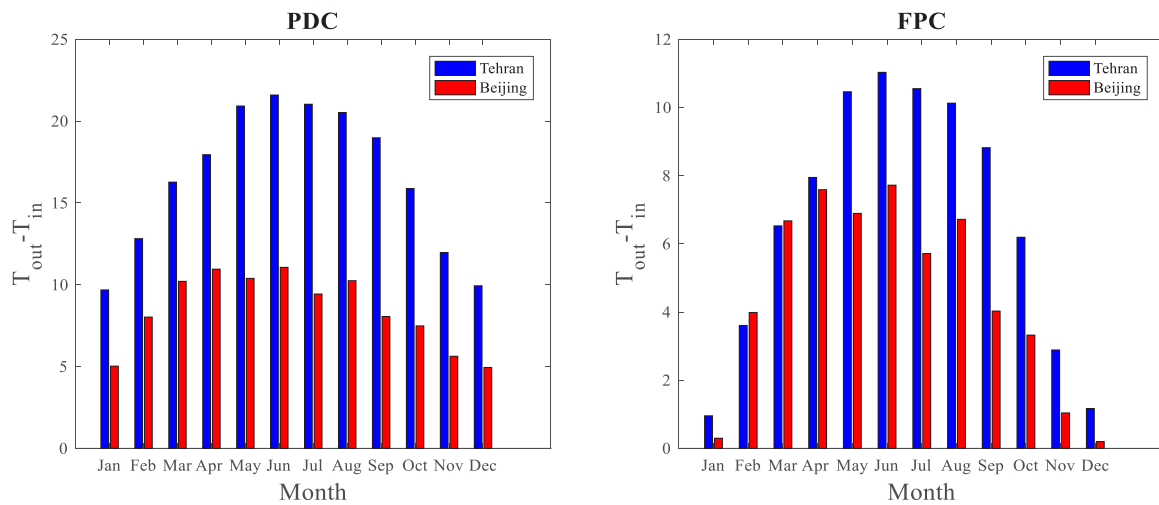 PDC
25
20
15
10
5
0
T_out-T_in
Tehran
Beijing
Jan Feb Mar Apr May Jun Jul Aug Sep Oct Nov Dec
Month
FPC
12
10
8
6
4
2
0
T_out-T_in
Tehran
Beijing
Jan Feb Mar Apr May Jun Jul Aug Sep Oct Nov Dec
Month